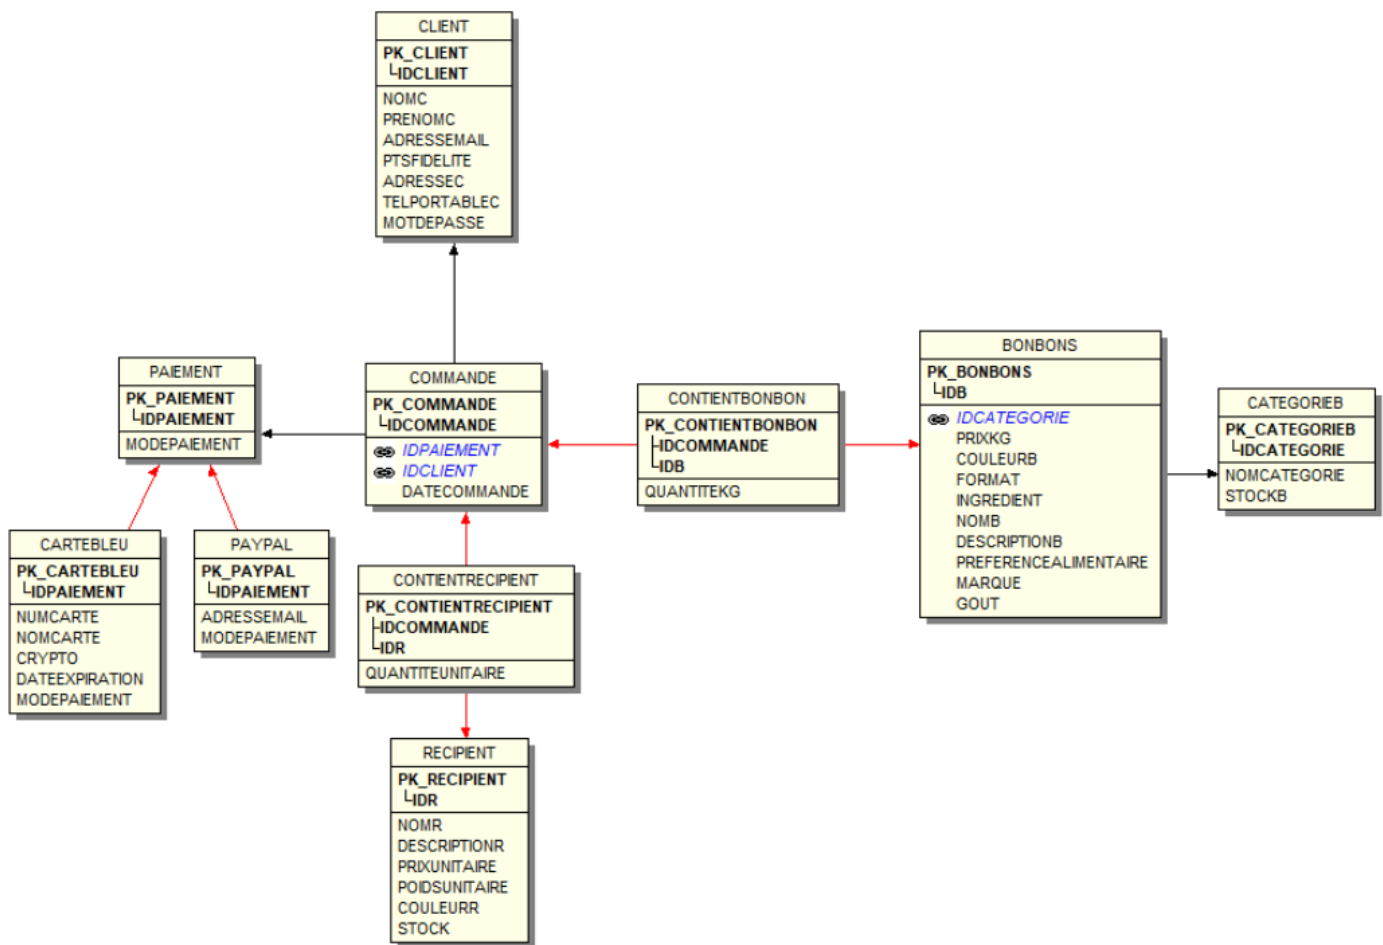 CLIENT
PK_CLIENT
IDCLIENT
NOMC
PRENOMC
ADRESSEMAIL
PTSFIDELITE
ADRESSEC
TELPORTABLEC
MOTDEPASSE
PAIEMENT
PK_PAIEMENT
IDPAIEMENT
MODEPAIEMENT
COMMANDE
PK_COMMANDE
IDCOMMANDE
IDPAIEMENT
IDCLIENT
DATECOMMANDE
CONTIENTBONBON
PK_CONTIENTBONBON
IDCOMMANDE
IDB
QUANTITEKG
BONBONS
PK_BONBONS
IDB
IDCATEGORIE
PRIXKG
COULEURB
FORMAT
INGREDIENT
NOMB
DESCRIPTIONB
PREFERENCEALIMENTAIRE
MARQUE
GOUT
CATEGORIEB
PK_CATEGORIEB
IDCATEGORIE
NOMCATEGORIE
STOCKB
CARTEBLEU
PK_CARTEBLEU
IDPAIEMENT
NUMCARTE
NOMCARTE
CRYPTO
DATEEXPIRATION
MODEPAIEMENT
PAYPAL
PK_PAYPAL
IDPAIEMENT
ADRESSEMAIL
MODEPAIEMENT
CONTIENTRECIPIENT
PK_CONTIENTRECIPIENT
IDCOMMANDE
IDR
QUANTITEUNITAIRE
RECIPIENT
PK_RECIPIENT
IDR
NOMR
DESCRIPTIONR
PRIXUNITAIRE
POIDSUNITAIRE
COULEURR
STOCK